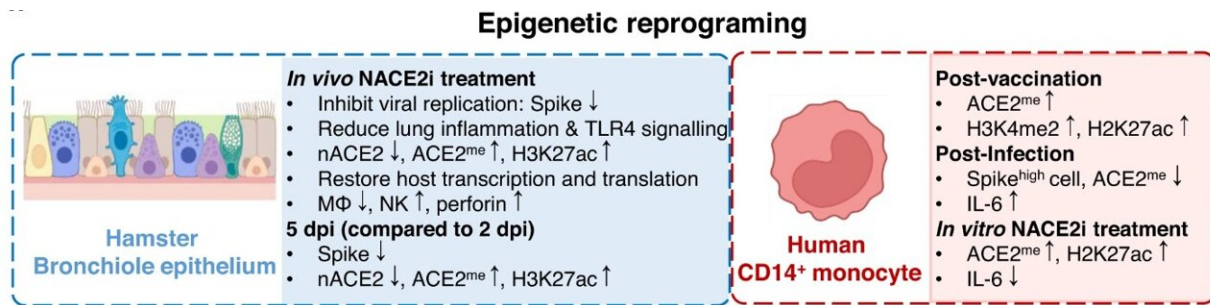 Epigenetic reprograming
Hamster
Bronchiole epithelium
In vivo NACE2i treatment
• Inhibit viral replication: Spike ↓
• Reduce lung inflammation & TLR4 signalling
• nACE2 ↓, ACE2ᵐᵉ ↑, H3K27ac ↑
• Restore host transcription and translation
• MΦ ↓, NK ↑, perforin ↑
5 dpi (compared to 2 dpi)
• Spike ↓
• nACE2 ↓, ACE2ᵐᵉ ↑, H3K27ac ↑
Human
CD14⁺ monocyte
Post-vaccination
• ACE2ᵐᵉ ↑
• H3K4me2 ↑, H2K27ac ↑
Post-Infection
• Spikeʰⁱᵍʰ cell, ACE2ᵐᵉ ↓
• IL-6 ↑
In vitro NACE2i treatment
• ACE2ᵐᵉ ↑, H2K27ac ↑
• IL-6 ↓